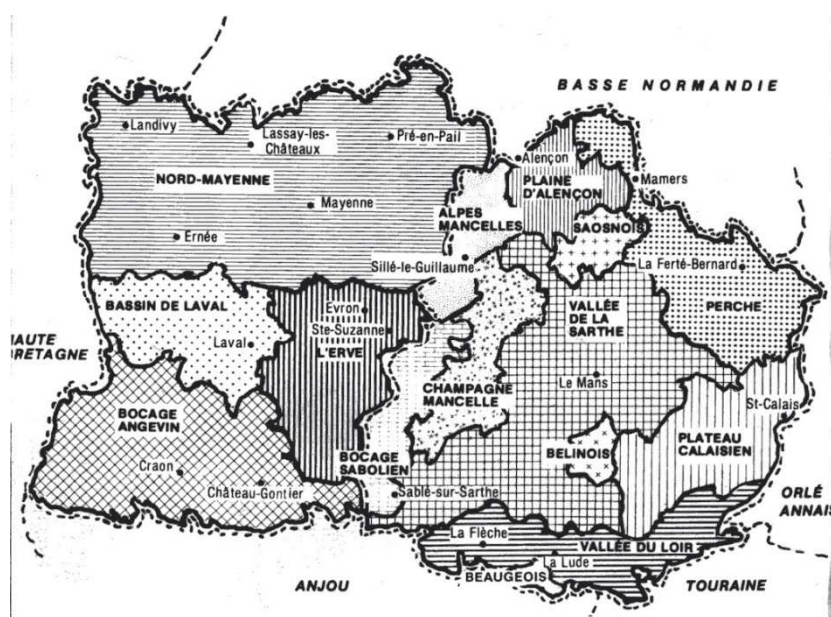 BASSE NORMANDIE
Landivy
Lassay-les-
Châteaux
Pré-en-Pail
Alençon
PLAINE
D'ALENÇON
Mamers
NORD-MAYENNE
Mayenne
ALPES
MANCELLES
SAOSNOIS
Ernée
Sillé-le-Guillaume
La Ferté-Bernard
BASSIN DE LAVAL
Evron
Ste-Suzanne
VALLÉE
DE LA
SARTHE
PERCHE
HAUTE
BRETAGNE
Laval
L'ERVE
CHAMPAGNE
MANCELLE
Le Mans
St-Calais
BOCAGE
ANGEVIN
PLATEAU
CALAISIEN
BOCAGE
SABOLIEN
BELINOIS
Craon
Château-Gontier
Sablé-sur-Sarthe
ORLÉ
ANNAIS
La Flèche
VALLÉE DU LOIR
La Lude
BEAUGEOIS
ANJOU
TOURAINE